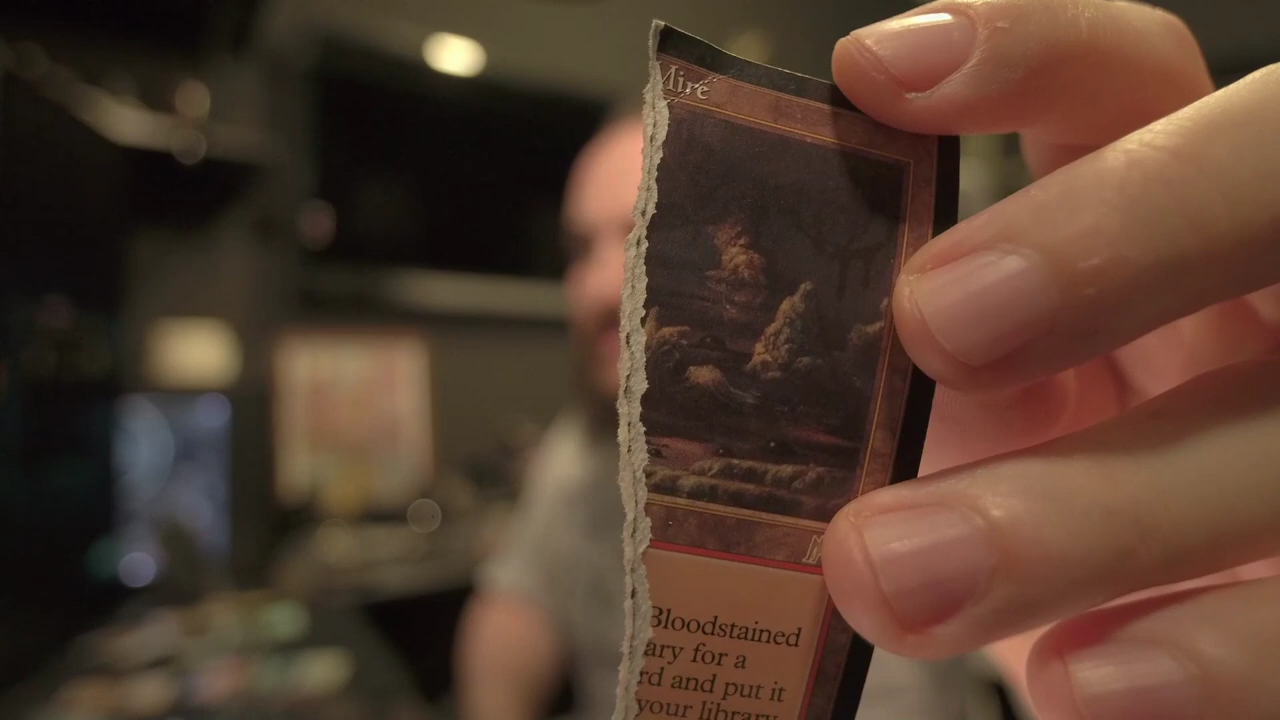 Mire
Bloodstained
ary for a
rd and put it
your library